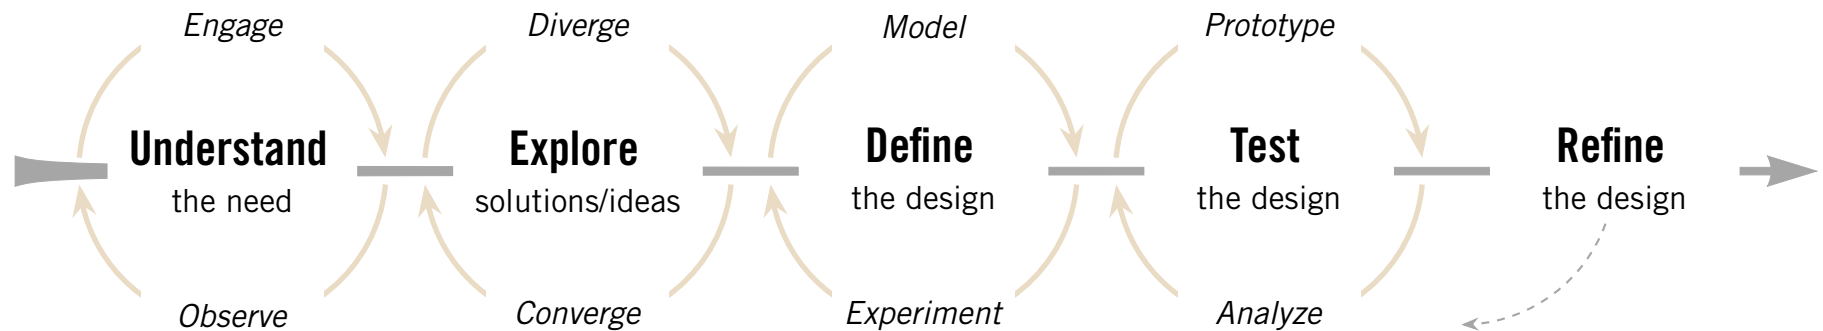 Engage
Understand
the need
Observe
Diverge
Explore
solutions/ideas
Converge
Model
Define
the design
Experiment
Prototype
Test
the design
Analyze
Refine
the design